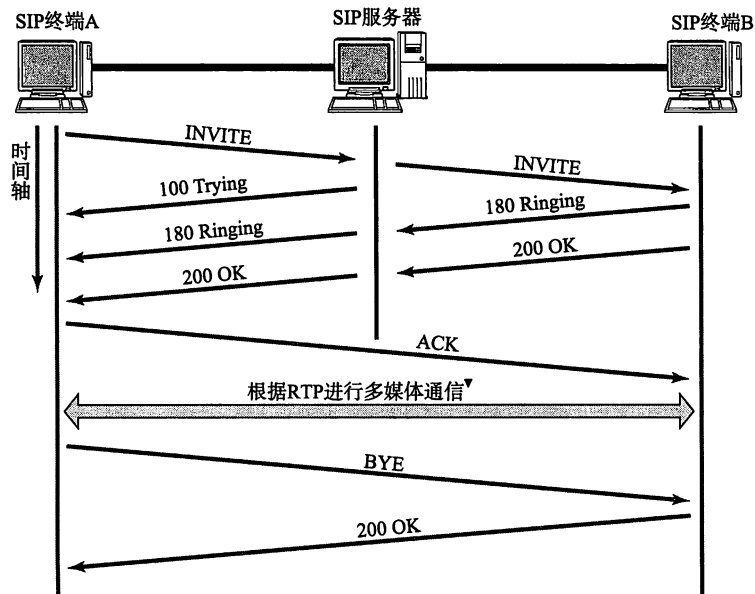 SIP终端A
SIP服务器
SIP终端B
时间轴
INVITE
INVITE
100 Trying
180 Ringing
180 Ringing
200 OK
200 OK
ACK
根据RTP进行多媒体通信▼
BYE
200 OK